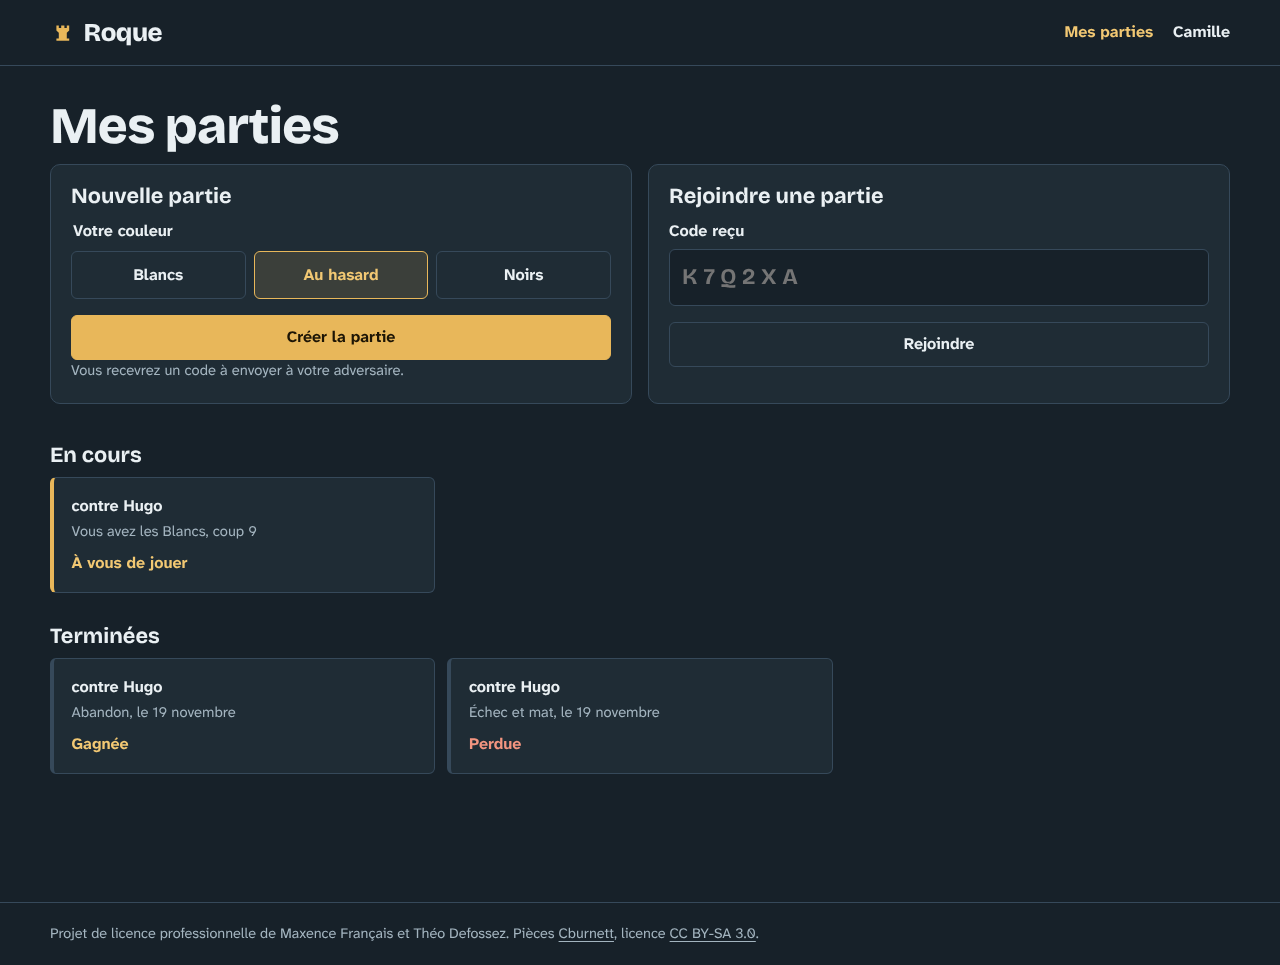 Roque
Mes parties
Camille
Mes parties
Nouvelle partie
Votre couleur
Blancs
Au hasard
Noirs
Créer la partie
Vous recevrez un code à envoyer à votre adversaire.
Rejoindre une partie
Code reçu
K7Q2XA
Rejoindre
En cours
contre Hugo
Vous avez les Blancs, coup 9
À vous de jouer
Terminées
contre Hugo
Abandon, le 19 novembre
Gagnée
contre Hugo
Échec et mat, le 19 novembre
Perdue
Projet de licence professionnelle de Maxence Français et Théo Defossez. Pièces Cburnett, licence CC BY-SA 3.0.